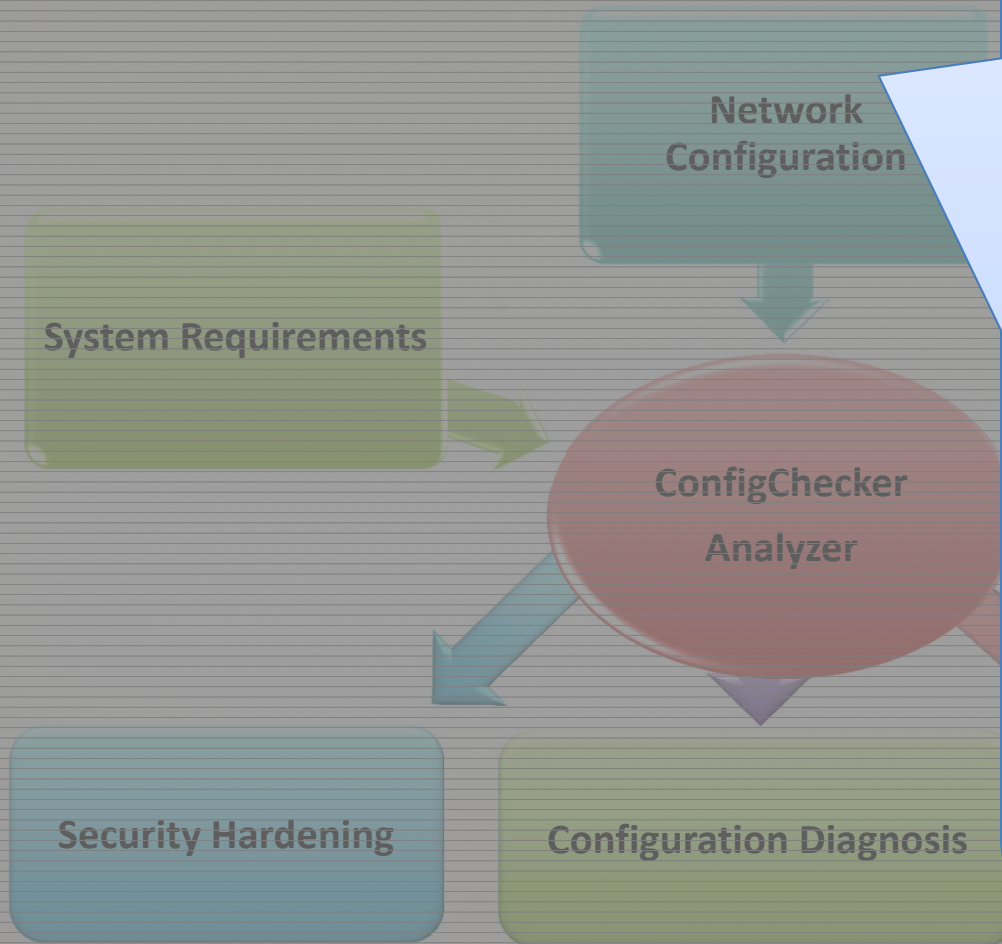 Network
Configuration
System Requirements
ConfigChecker
Analyzer
Security Hardening
Configuration Diagnosis